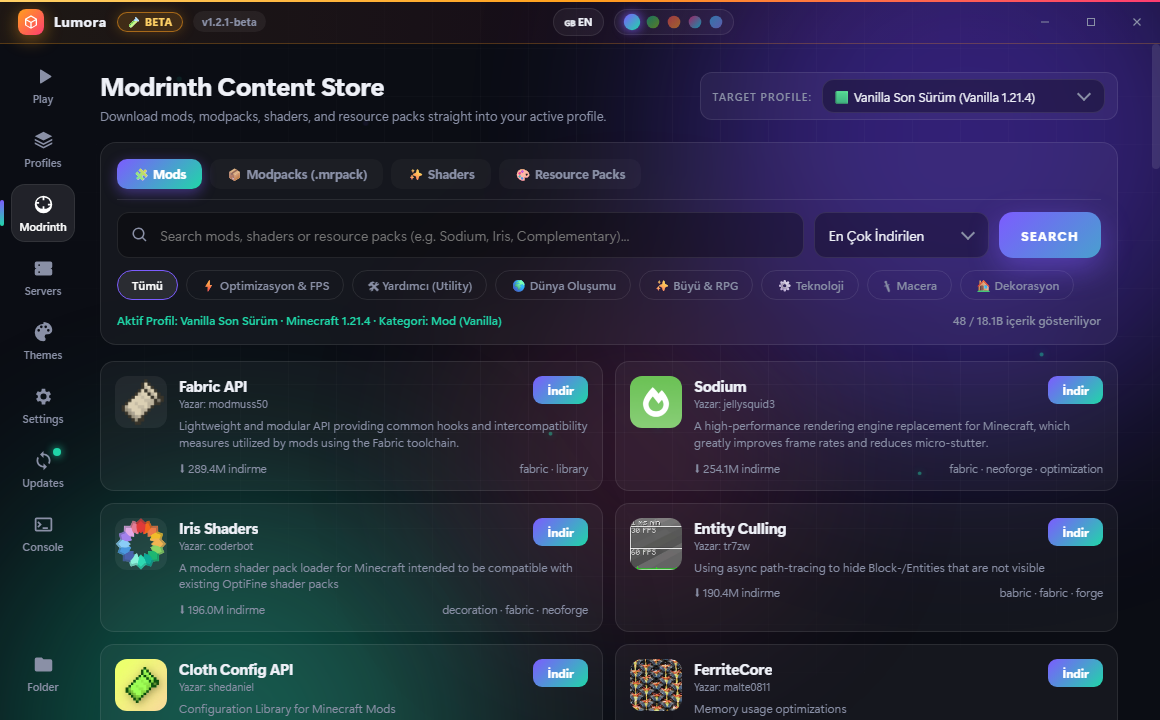 Lumora BETA v1.2.1-beta GB EN
Play
Profiles
Modrinth
Servers
Themes
Settings
Updates
Console
Folder
Modrinth Content Store
Download mods, modpacks, shaders, and resource packs straight into your active profile.
TARGET PROFILE: Vanilla Son Sürüm (Vanilla 1.21.4)
Mods Modpacks (.mrpack) Shaders Resource Packs
Search mods, shaders or resource packs (e.g. Sodium, Iris, Complementary)... En Çok İndirilen SEARCH
Tümü Optimizasyon & FPS Yardımcı (Utility) Dünya Oluşumu Büyü & RPG Teknoloji Macera Dekorasyon
Aktif Profil: Vanilla Son Sürüm · Minecraft 1.21.4 · Kategori: Mod (Vanilla) 48 / 18.1B içerik gösteriliyor
Fabric API İndir
Yazar: modmuss50
Lightweight and modular API providing common hooks and intercompatibility
measures utilized by mods using the Fabric toolchain.
⬇ 289.4M indirme fabric · library
Sodium İndir
Yazar: jellysquid3
A high-performance rendering engine replacement for Minecraft, which
greatly improves frame rates and reduces micro-stutter.
⬇ 254.1M indirme fabric · neoforge · optimization
Iris Shaders İndir
Yazar: coderbot
A modern shader pack loader for Minecraft intended to be compatible with
existing OptiFine shader packs
⬇ 196.0M indirme decoration · fabric · neoforge
30 FPS
60 FPS
Entity Culling İndir
Yazar: tr7zw
Using async path-tracing to hide Block-/Entities that are not visible
⬇ 190.4M indirme babric · fabric · forge
Cloth Config API İndir
Yazar: shedaniel
Configuration Library for Minecraft Mods
FerriteCore İndir
Yazar: malte0811
Memory usage optimizations